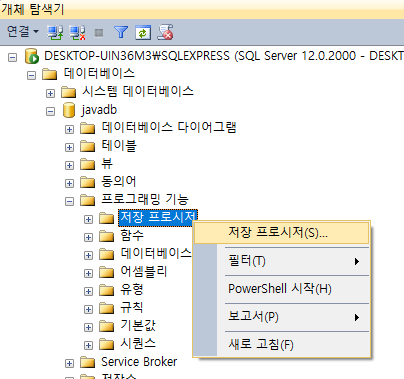 개체 탐색기
연결
DESKTOP-UIN36M3₩SQLEXPRESS (SQL Server 12.0.2000 - DESKT
데이터베이스
시스템 데이터베이스
javadb
데이터베이스 다이어그램
테이블
뷰
동의어
프로그래밍 기능
저장 프로시저
저장 프로시저(S)...
함수
데이터베이스
필터(T)
어셈블리
유형
PowerShell 시작(H)
규칙
보고서(P)
기본값
시퀀스
새로 고침(F)
Service Broker
저장소